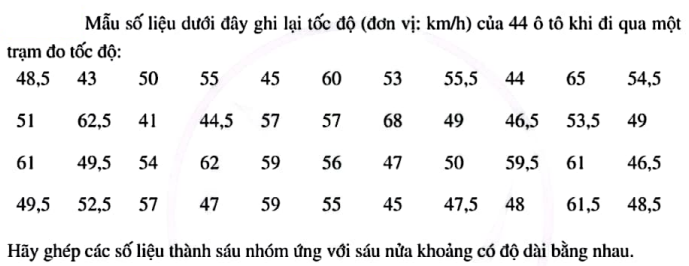 Mẫu số liệu dưới đây ghi lại tốc độ (đơn vị: km/h) của 44 ô tô khi đi qua một
trạm đo tốc độ:
48,5 43 50 55 45 60 53 55,5 44 65 54,5
51 62,5 41 44,5 57 57 68 49 46,5 53,5 49
61 49,5 54 62 59 56 47 50 59,5 61 46,5
49,5 52,5 57 47 59 55 45 47,5 48 61,5 48,5
Hãy ghép các số liệu thành sáu nhóm ứng với sáu nửa khoảng có độ dài bằng nhau.